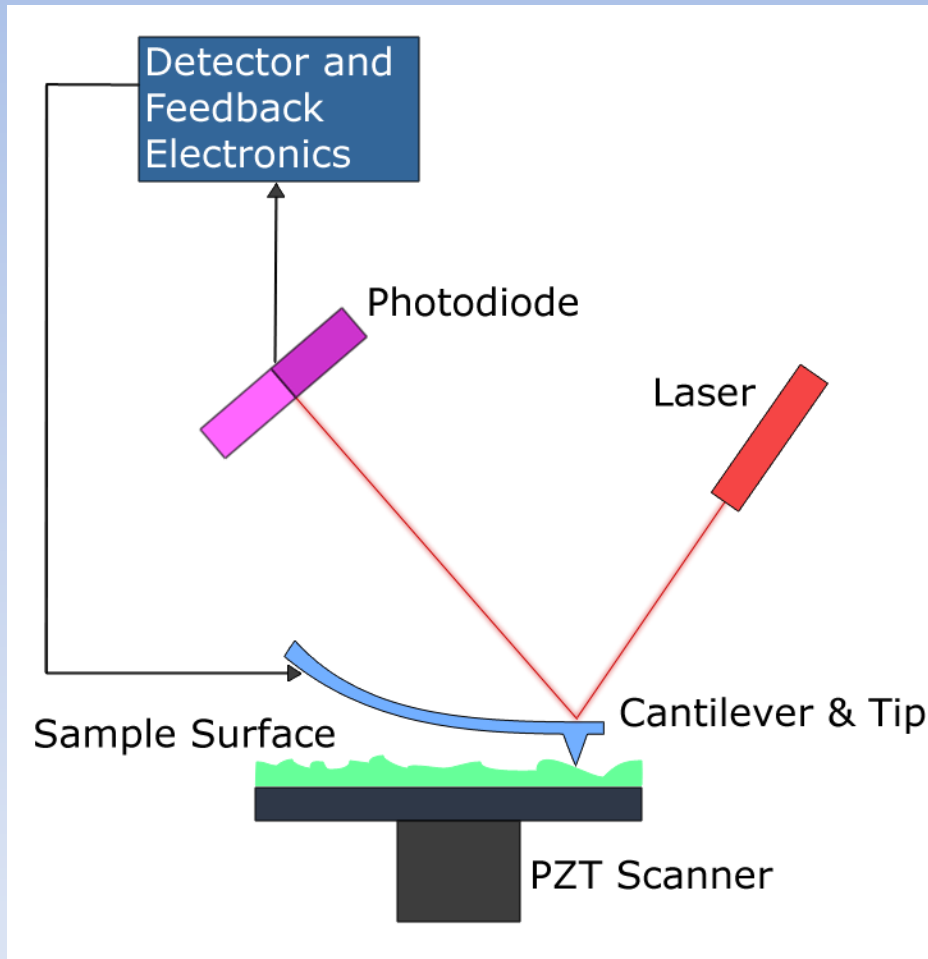 Detector and
Feedback
Electronics
Photodiode
Laser
Cantilever & Tip
Sample Surface
PZT Scanner